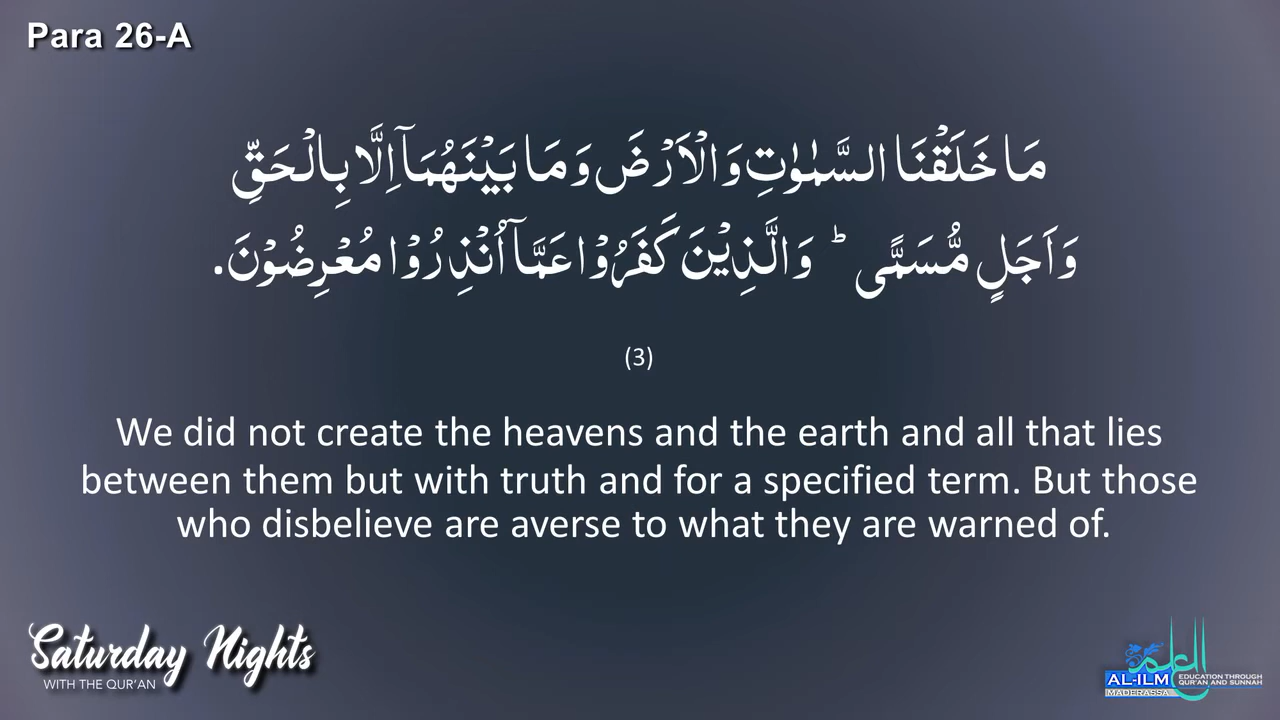 Para 26-A
مَا خَلَقْنَا السَّمٰوٰتِ وَالْاَرْضَ وَمَا بَيْنَهُمَآ اِلَّا بِالْحَقِّ
وَاَجَلٍ مُّسَمًّى ؕ وَالَّذِيْنَ كَفَرُوْا عَمَّآ اُنْذِرُوْا مُعْرِضُوْنَ.
(3)
We did not create the heavens and the earth and all that lies
between them but with truth and for a specified term. But those
who disbelieve are averse to what they are warned of.
Saturday Nights
WITH THE QUR'AN
العلم
AL-ILM
MADERASSA
EDUCATION THROUGH
QUR'AN AND SUNNAH